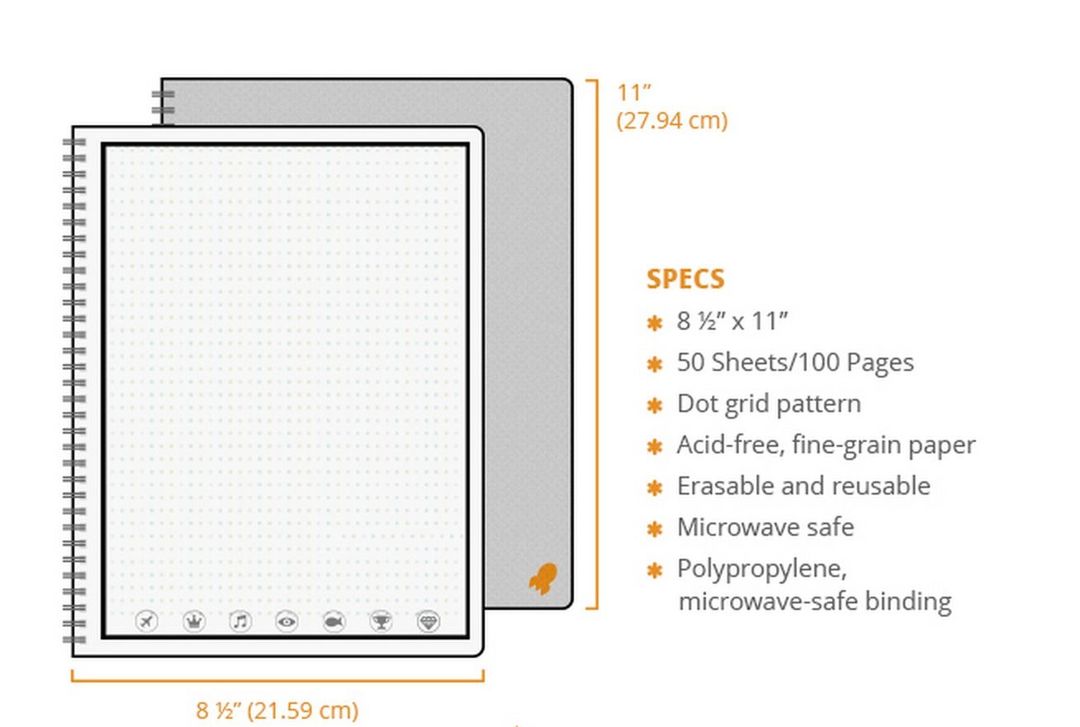 11”
(27.94 cm)
SPECS
✱ 8 ½” x 11”
✱ 50 Sheets/100 Pages
✱ Dot grid pattern
✱ Acid-free, fine-grain paper
✱ Erasable and reusable
✱ Microwave safe
✱ Polypropylene,
microwave-safe binding
8 ½” (21.59 cm)